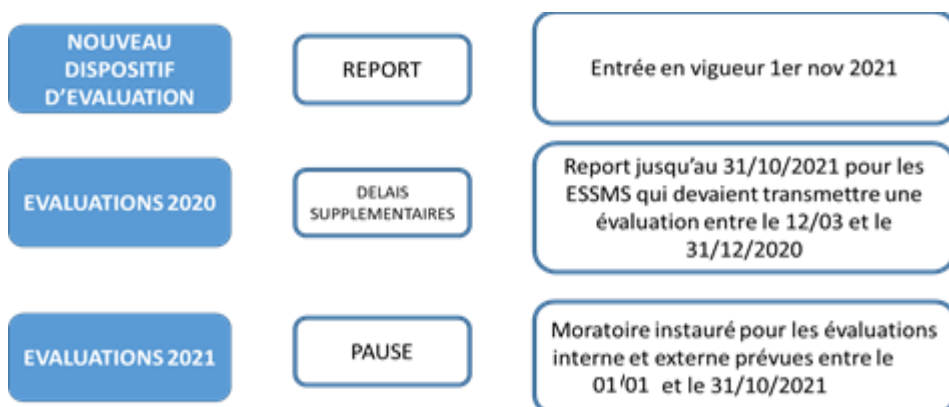 NOUVEAU
DISPOSITIF
D'EVALUATION
REPORT
Entrée en vigueur 1er nov 2021
EVALUATIONS 2020
DELAIS
SUPPLEMENTAIRES
Report jusqu'au 31/10/2021 pour les
ESSMS qui devaient transmettre une
évaluation entre le 12/03 et le
31/12/2020
EVALUATIONS 2021
PAUSE
Moratoire instauré pour les évaluations
interne et externe prévues entre le
01/01 et le 31/10/2021